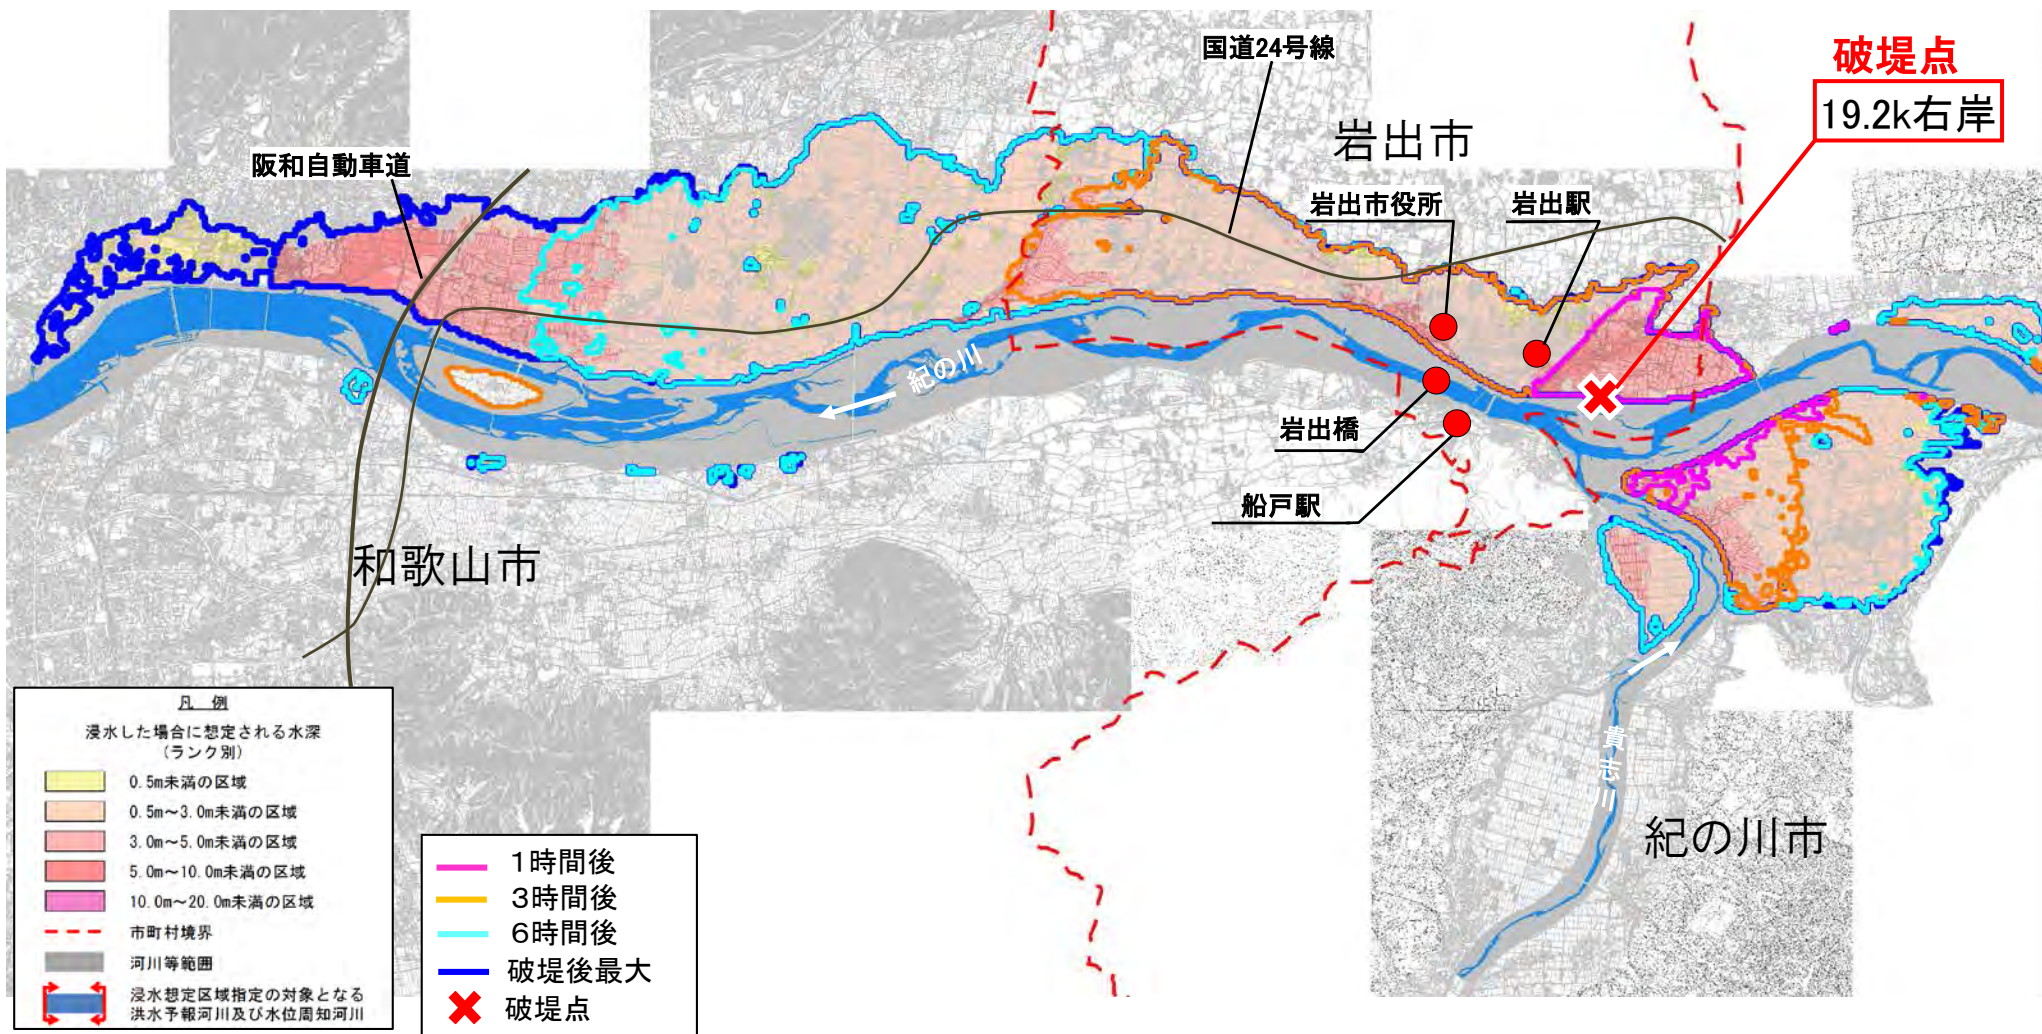 国道24号線
破堤点
19.2k右岸
岩出市
阪和自動車道
岩出市役所
岩出駅
紀の川
岩出橋
船戸駅
和歌山市
貴志川
紀の川市
凡 例
浸水した場合に想定される水深
(ランク別)
0.5m未満の区域
0.5m～3.0m未満の区域
3.0m～5.0m未満の区域
5.0m～10.0m未満の区域
10.0m～20.0m未満の区域
市町村境界
河川等範囲
浸水想定区域指定の対象となる
洪水予報河川及び水位周知河川
1時間後
3時間後
6時間後
破堤後最大
破堤点